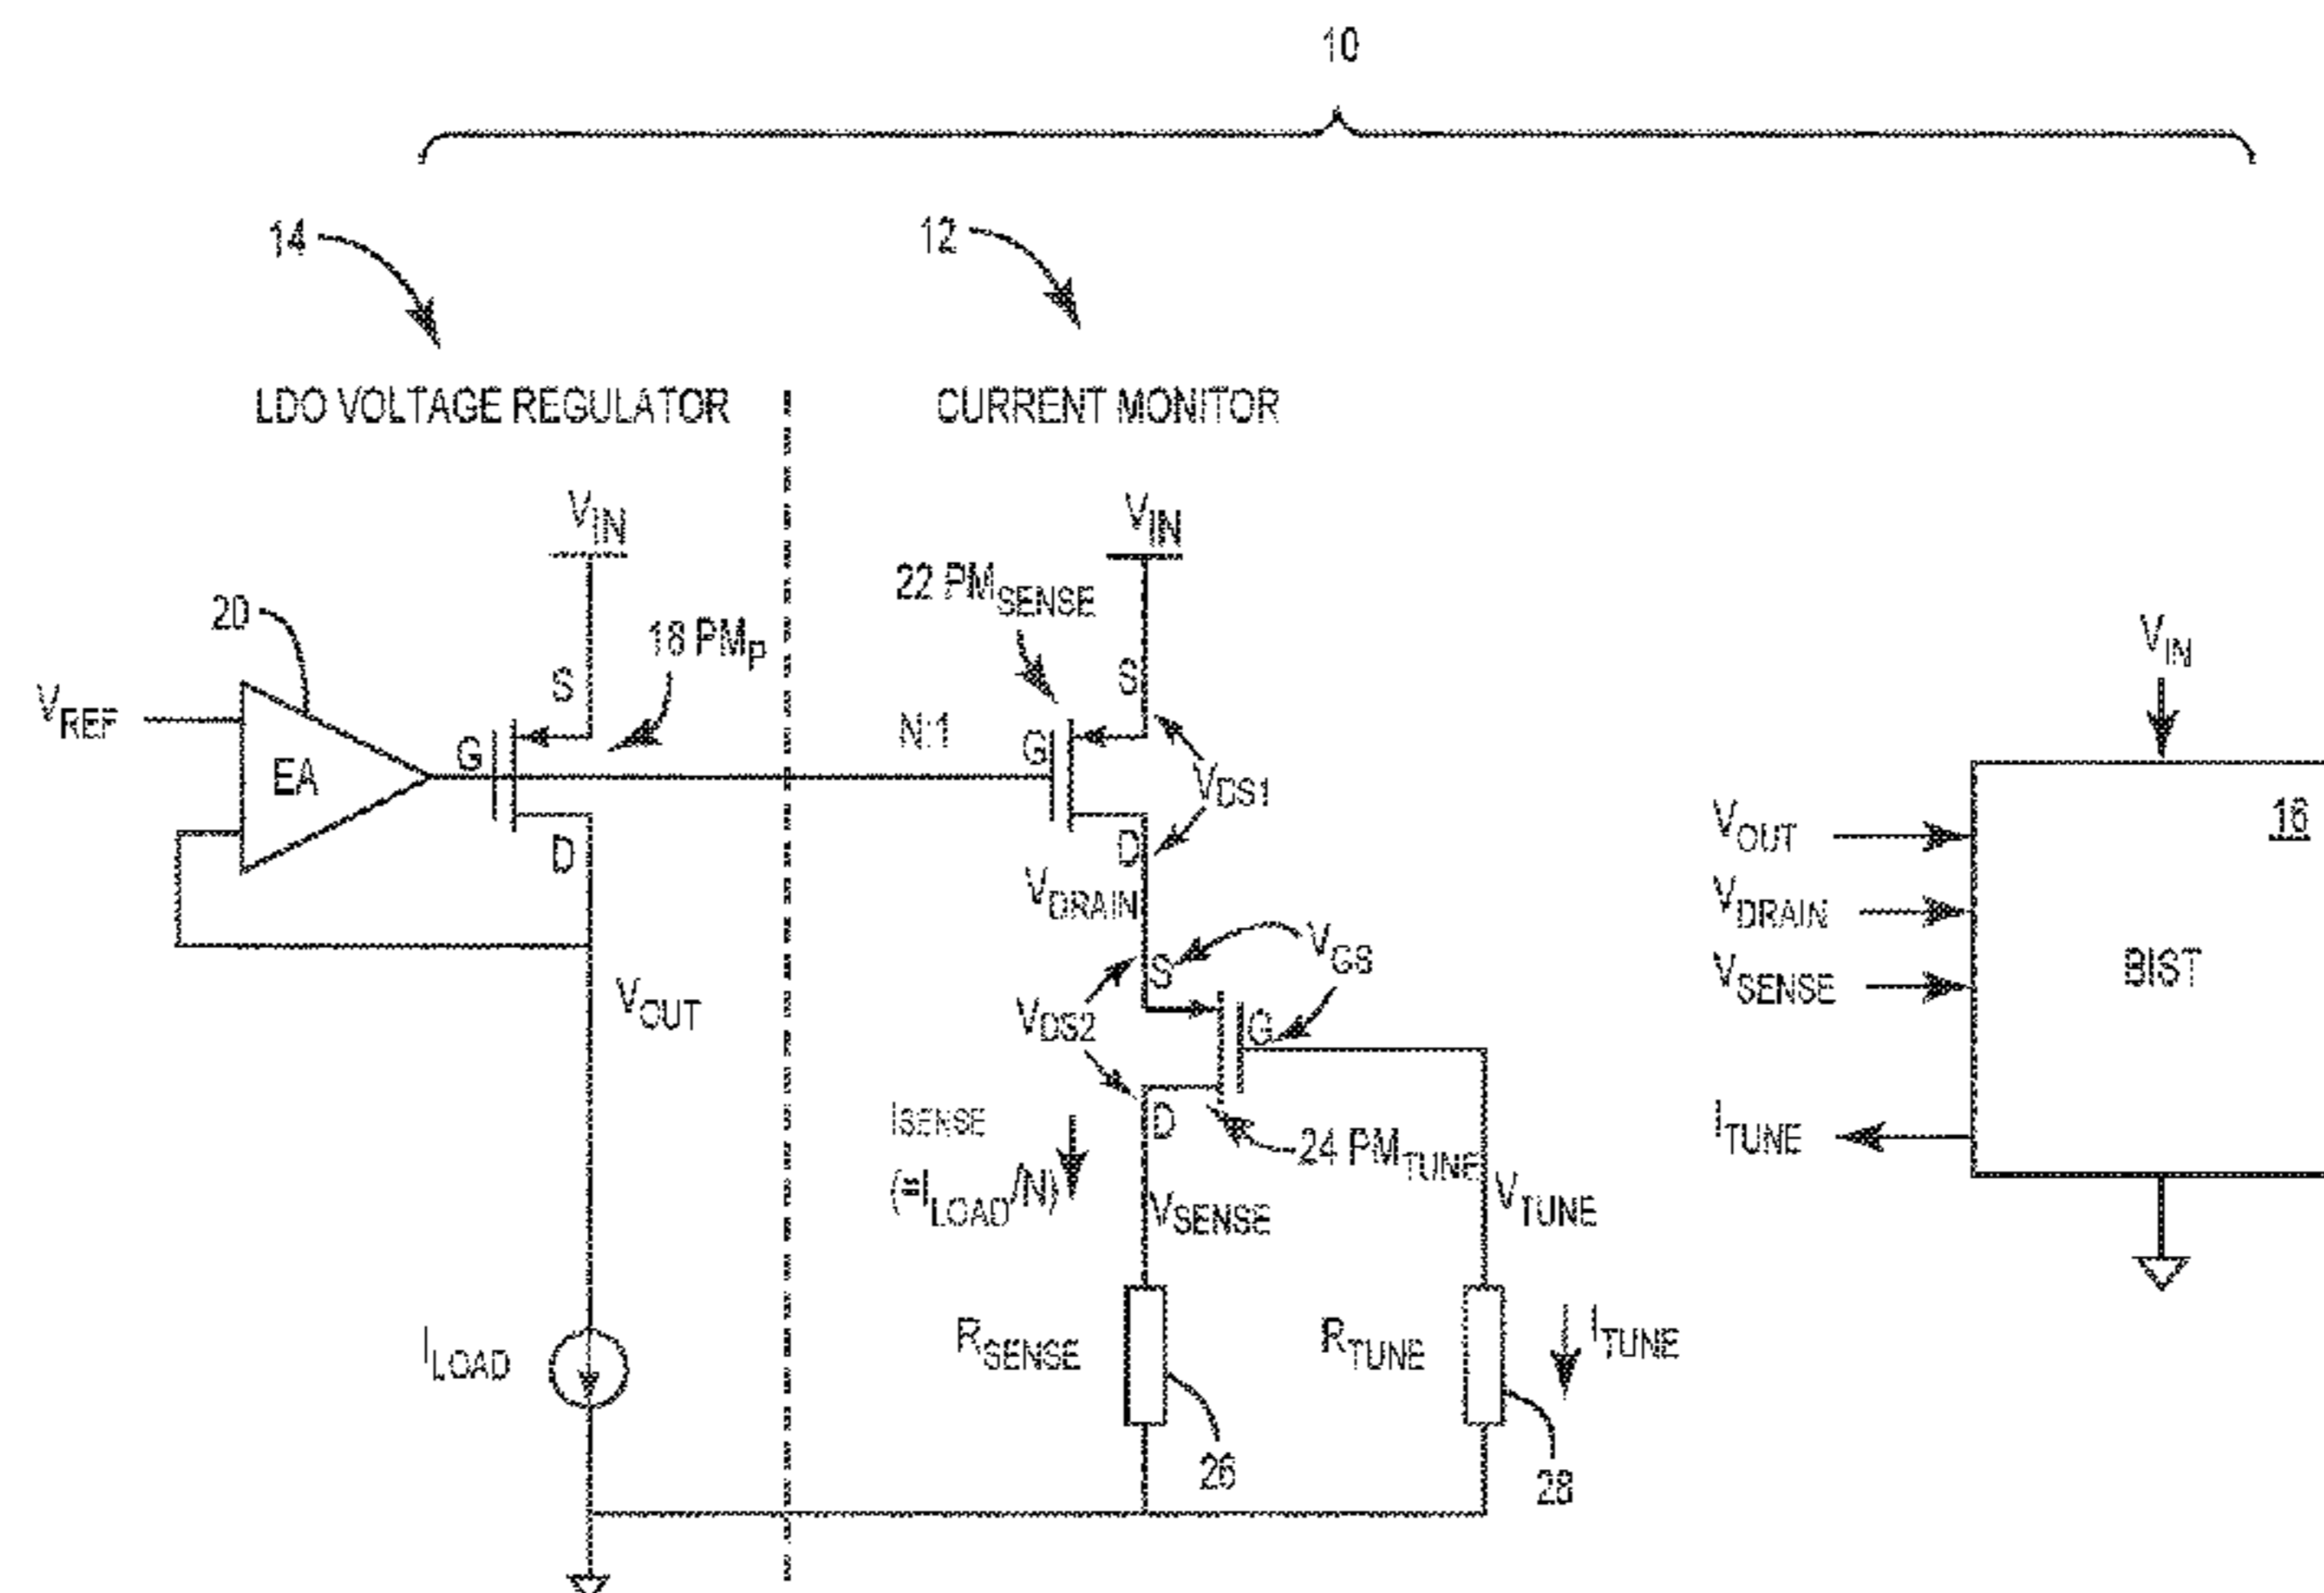 10
14
12
LDO VOLTAGE REGULATOR
CURRENT MONITOR
VIN
VIN
22 PMSENSE
20
18 PMP
S
S
VIN
VREF
EA
G
N:1
G
VDS1
16
VOUT
D
D
VDRAIN
VDRAIN
VGS
S
VSENSE
BIST
VOUT
VDS2
G
ISENSE
D
24 PMTUNE
ITUNE
(≅ILOAD/N)
VSENSE
VTUNE
ILOAD
RSENSE
RTUNE
ITUNE
26
28